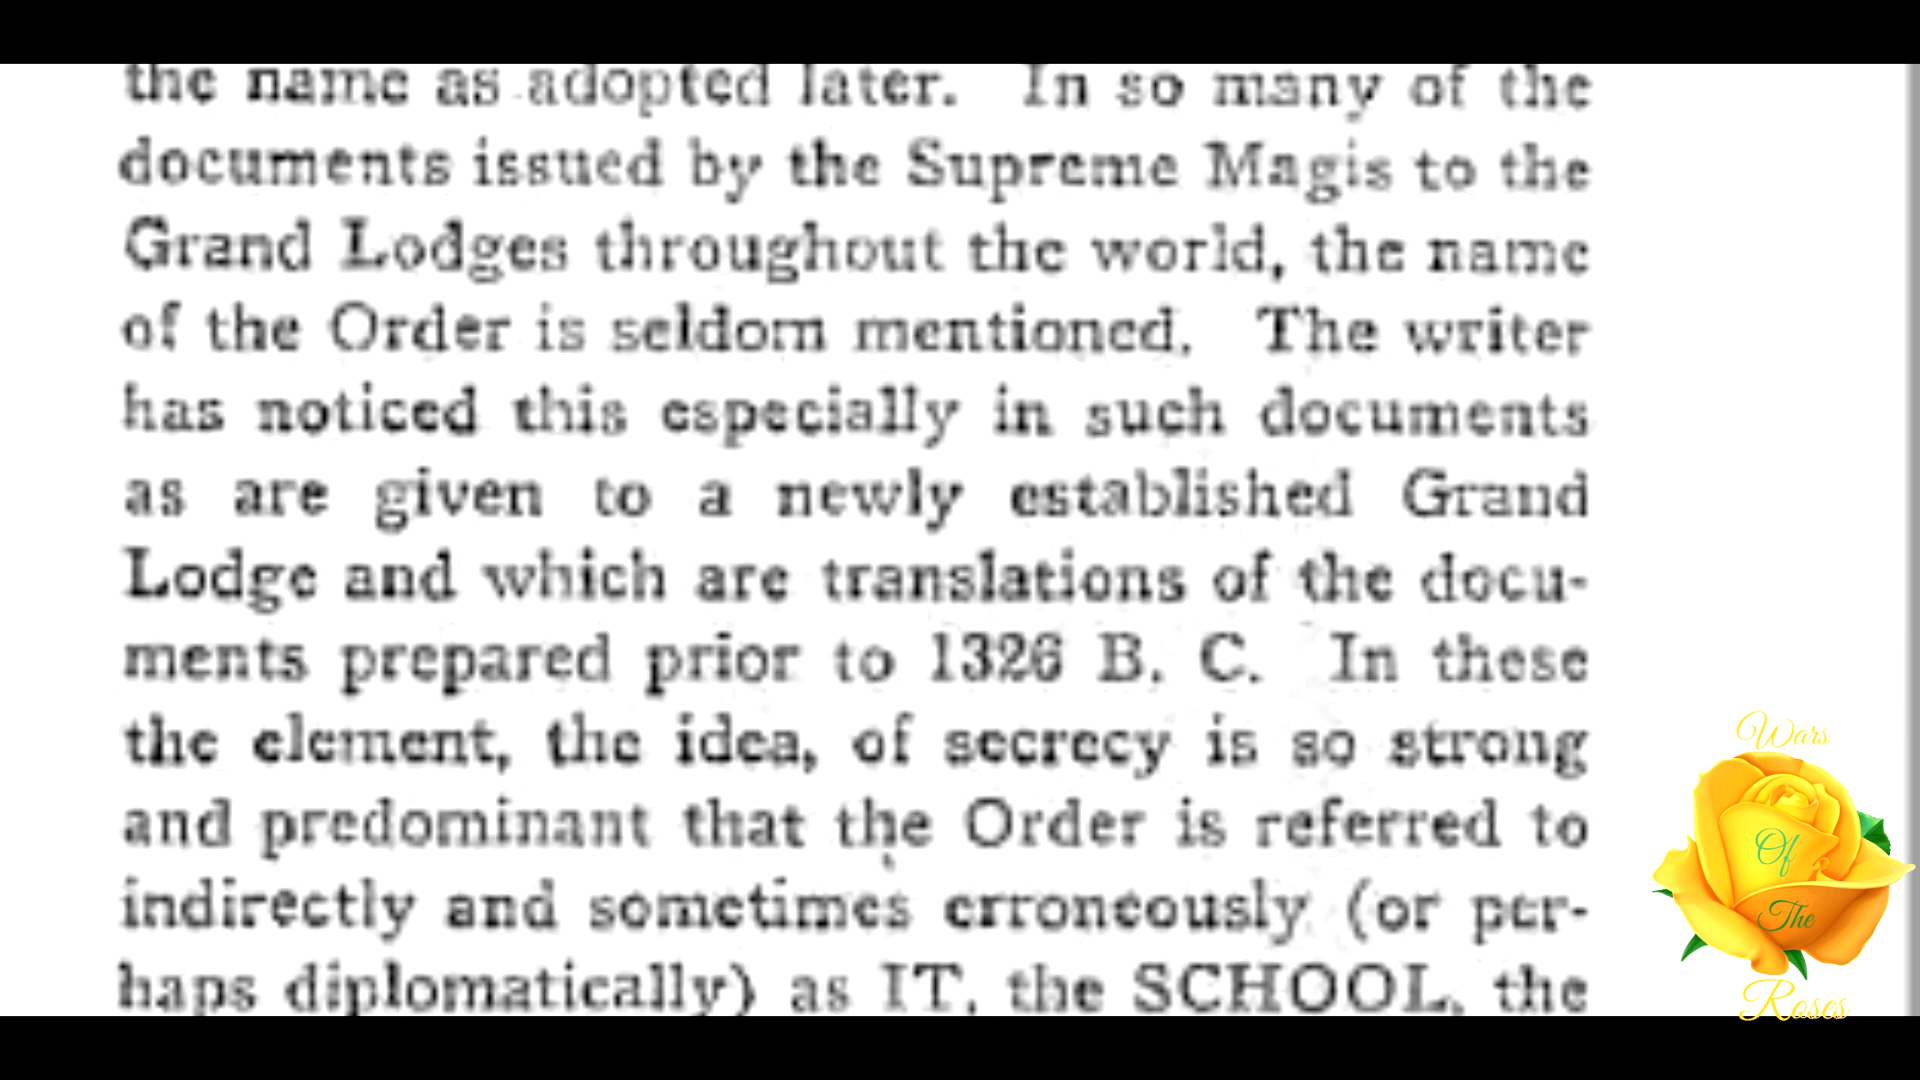 the name as adopted later. In so many of the
documents issued by the Supreme Magis to the
Grand Lodges throughout the world, the name
of the Order is seldom mentioned. The writer
has noticed this especially in such documents
as are given to a newly established Grand
Lodge and which are translations of the docu-
ments prepared prior to 1326 B. C. In these
the element, the idea, of secrecy is so strong
and predominant that the Order is referred to
indirectly and sometimes erroneously (or per-
haps diplomatically) as IT, the SCHOOL, the
Wars
Of
The
Roses